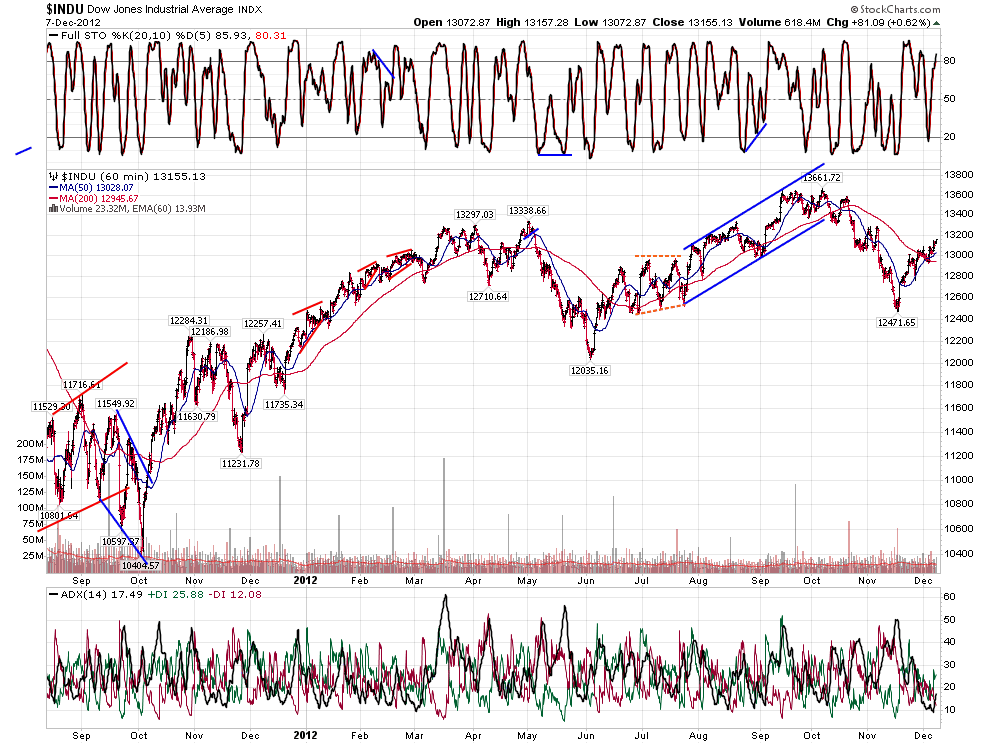 $INDU Dow Jones Industrial Average INDX
© StockCharts.com
7-Dec-2012
Open 13072.87 High 13157.28 Low 13072.87 Close 13155.13 Volume 618.4M Chg +81.09 (+0.62%)
Full STO %K(20,10) %D(5) 85.93, 80.31
80
50
20
$INDU (60 min) 13155.13
MA(50) 13028.07
MA(200) 12945.67
Volume 23.32M, EMA(60) 13.93M
13800
13600
13400
13200
13000
12800
12600
12400
12200
12000
11800
11600
11400
11200
11000
10800
10600
10400
13661.72
13297.03
13338.66
12710.64
12471.65
12284.31
12186.98
12257.41
12035.16
11716.61
11529.30
11549.92
11630.79
11735.34
11231.78
10801.64
10597.37
10404.57
200M
175M
150M
125M
100M
75M
50M
25M
Sep Oct Nov Dec 2012 Feb Mar Apr May Jun Jul Aug Sep Oct Nov Dec
ADX(14) 17.49 +DI 25.88 -DI 12.08
60
50
40
30
20
10
Sep Oct Nov Dec 2012 Feb Mar Apr May Jun Jul Aug Sep Oct Nov Dec